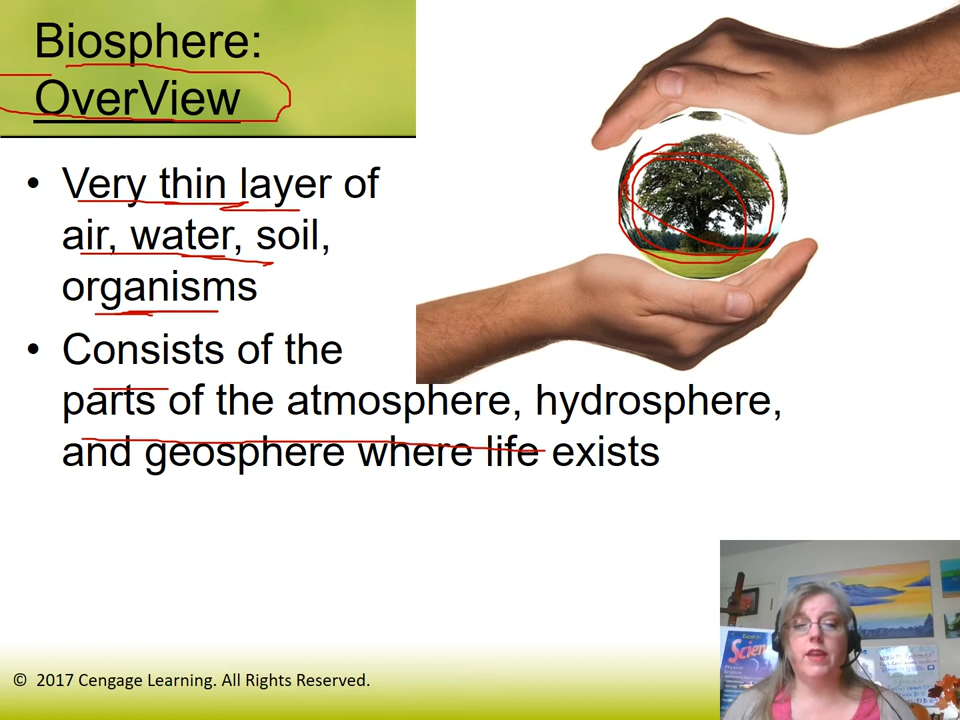 Biosphere:
OverView
• Very thin layer of
air, water, soil,
organisms
• Consists of the
parts of the atmosphere, hydrosphere,
and geosphere where life exists
© 2017 Cengage Learning. All Rights Reserved.